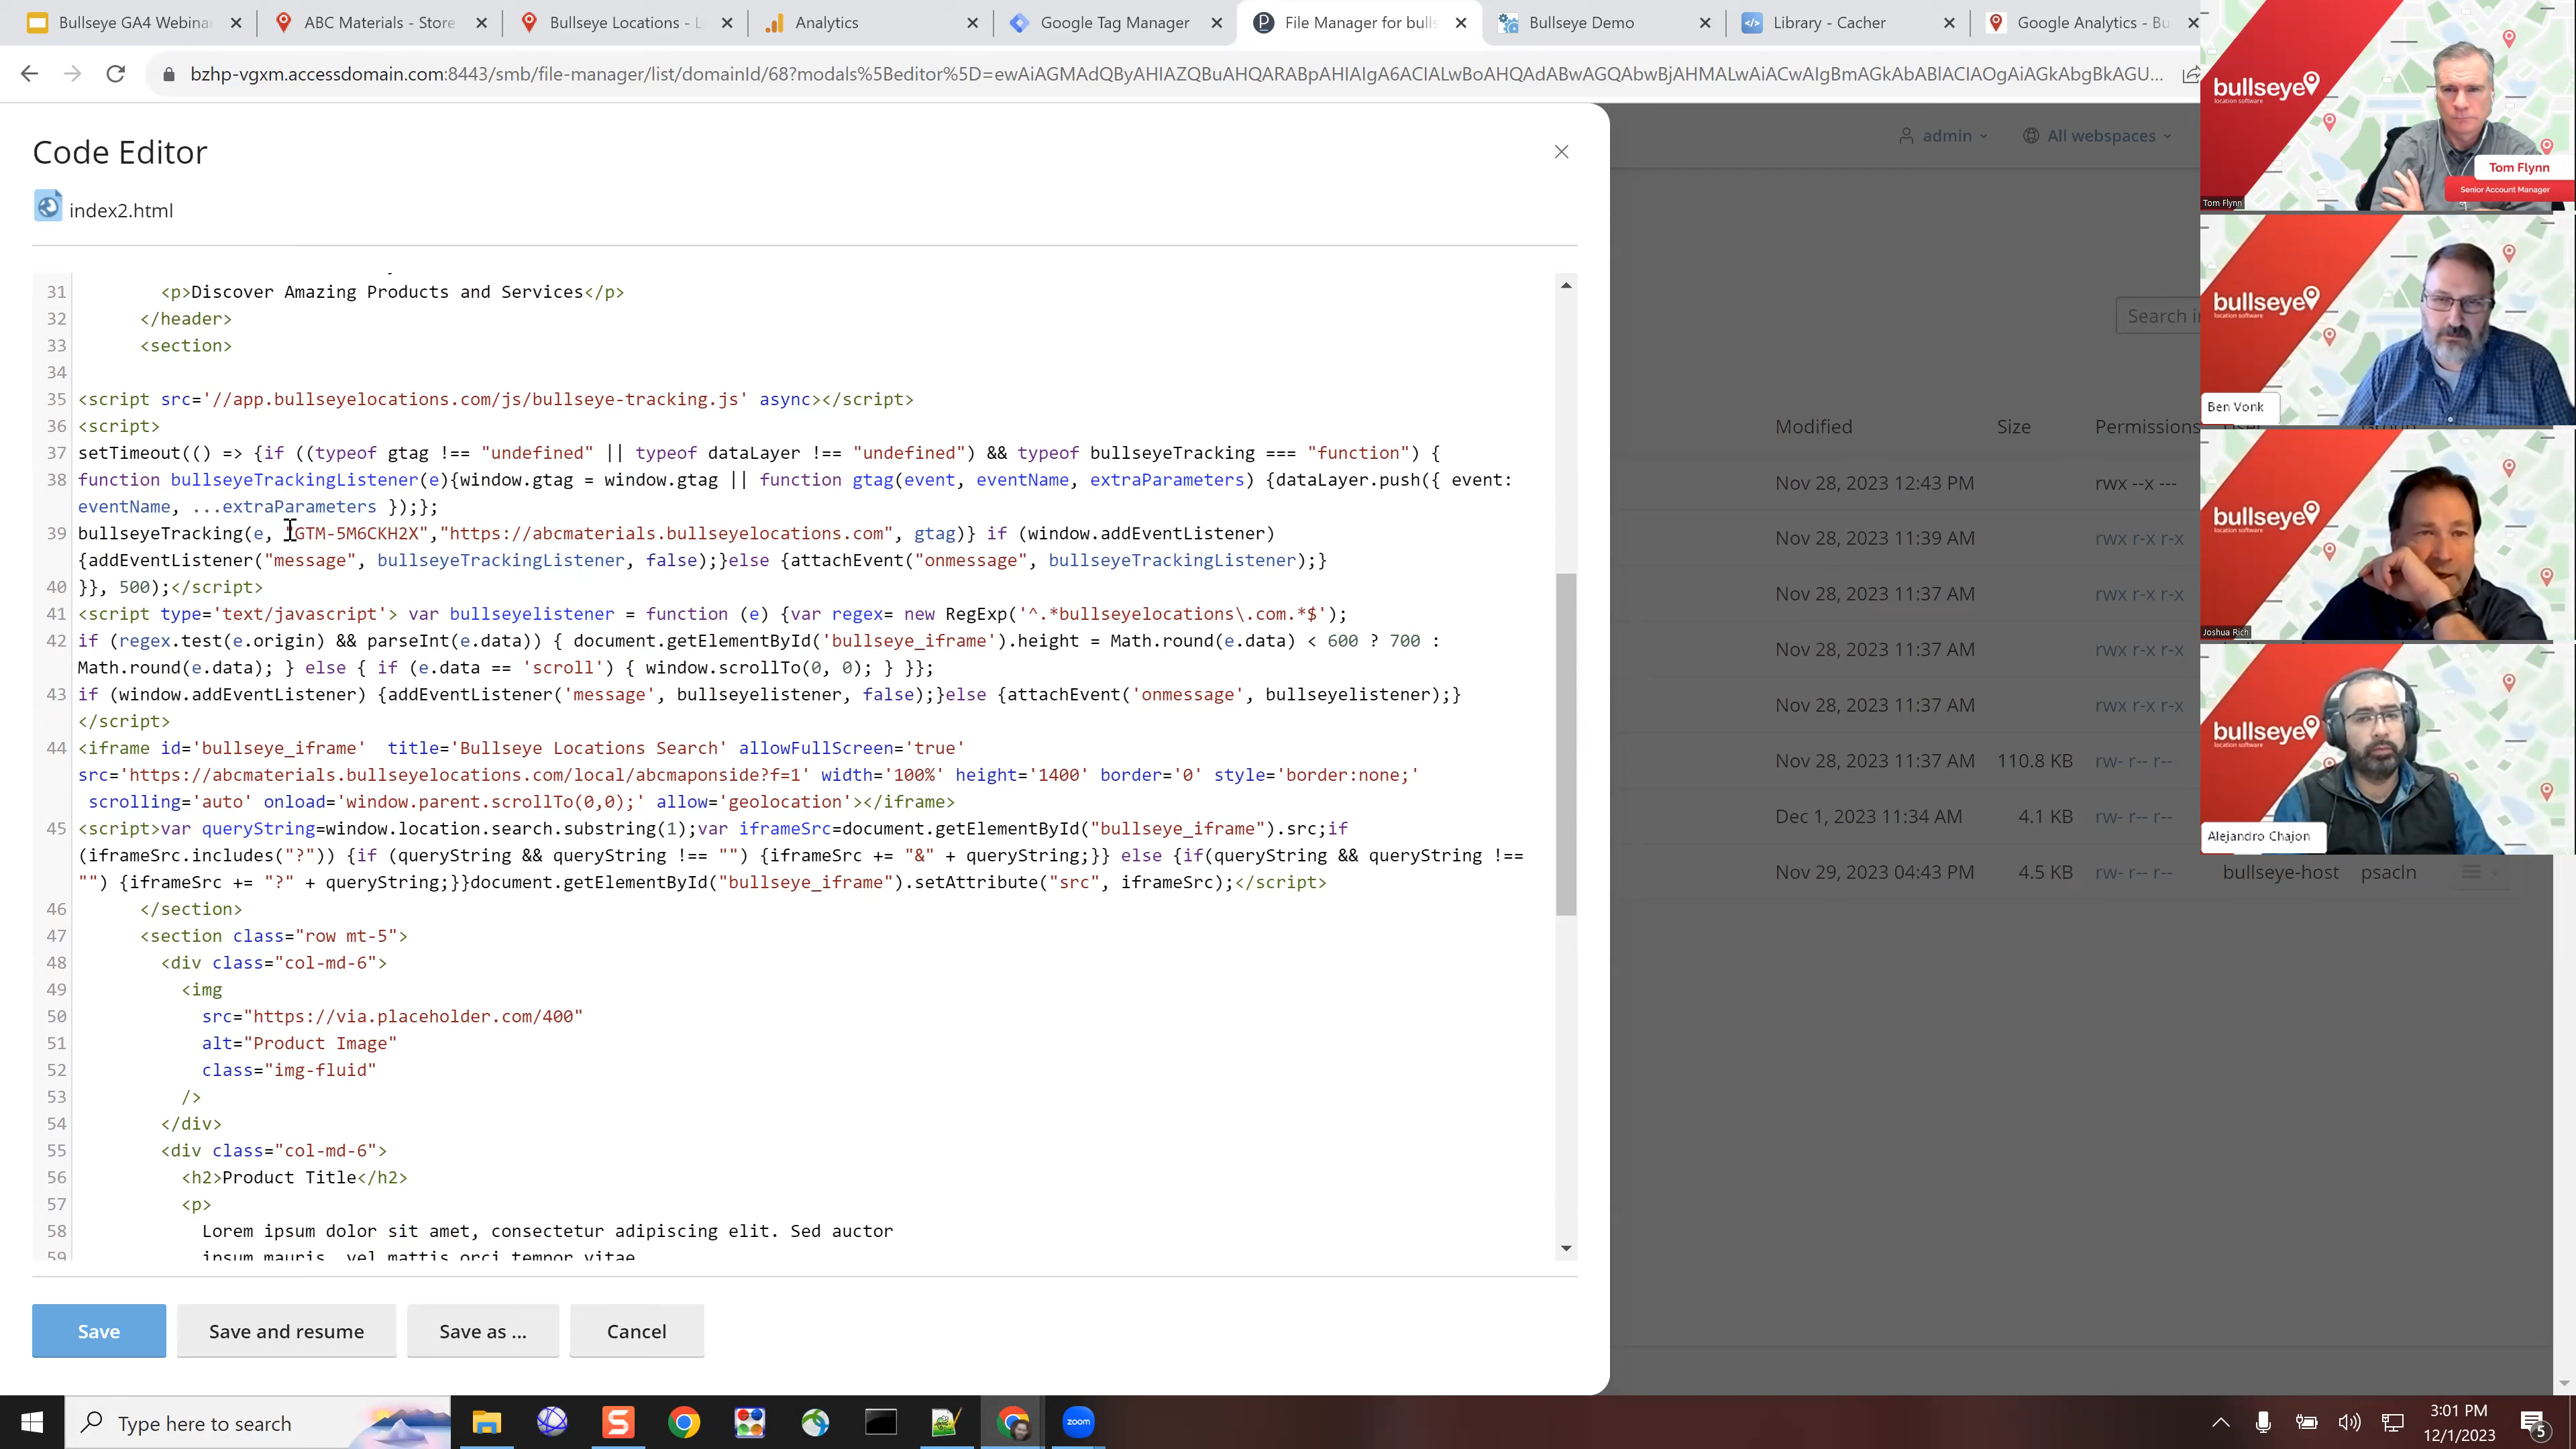 Bullseye GA4 Webina
ABC Materials - Store
Bullseye Locations - L
Analytics
Google Tag Manager
File Manager for bulls
Bullseye Demo
Library - Cacher
Google Analytics - Bu
bzhp-vgxm.accessdomain.com:8443/smb/file-manager/list/domainId/68?modals%5Beditor%5D=ewAiAGMAdQByAHIAZQBuAHQARABpAHIAIgA6ACIALwBoAHQAdABwAGQAbwBjAHMALwAiACwAIgBmAGkAbABlACIAOgAiAGkAbgBkAGU...
Code Editor
admin
All webspaces
index2.html
Search i
31 <p>Discover Amazing Products and Services</p>
32 </header>
33 <section>
34
35 <script src='//app.bullseyelocations.com/js/bullseye-tracking.js' async></script>
36 <script>
37 setTimeout(() => {if ((typeof gtag !== "undefined" || typeof dataLayer !== "undefined") && typeof bullseyeTracking === "function") {
38 function bullseyeTrackingListener(e){window.gtag = window.gtag || function gtag(event, eventName, extraParameters) {dataLayer.push({ event:
eventName, ...extraParameters });};
39 bullseyeTracking(e, "GTM-5M6CKH2X","https://abcmaterials.bullseyelocations.com", gtag)} if (window.addEventListener)
{addEventListener("message", bullseyeTrackingListener, false);}else {attachEvent("onmessage", bullseyeTrackingListener);}
40 }}, 500);</script>
41 <script type='text/javascript'> var bullseyelistener = function (e) {var regex= new RegExp('^.*bullseyelocations\.com.*$');
42 if (regex.test(e.origin) && parseInt(e.data)) { document.getElementById('bullseye_iframe').height = Math.round(e.data) < 600 ? 700 :
Math.round(e.data); } else { if (e.data == 'scroll') { window.scrollTo(0, 0); } }};
43 if (window.addEventListener) {addEventListener('message', bullseyelistener, false);}else {attachEvent('onmessage', bullseyelistener);}
</script>
44 <iframe id='bullseye_iframe'  title='Bullseye Locations Search' allowFullScreen='true'
src='https://abcmaterials.bullseyelocations.com/local/abcmaponside?f=1' width='100%' height='1400' border='0' style='border:none;'
scrolling='auto' onload='window.parent.scrollTo(0,0);' allow='geolocation'></iframe>
45 <script>var queryString=window.location.search.substring(1);var iframeSrc=document.getElementById("bullseye_iframe").src;if
(iframeSrc.includes("?")) {if (queryString && queryString !== "") {iframeSrc += "&" + queryString;}} else {if(queryString && queryString !==
"") {iframeSrc += "?" + queryString;}}document.getElementById("bullseye_iframe").setAttribute("src", iframeSrc);</script>
46 </section>
47 <section class="row mt-5">
48 <div class="col-md-6">
49 <img
50 src="https://via.placeholder.com/400"
51 alt="Product Image"
52 class="img-fluid"
53 />
54 </div>
55 <div class="col-md-6">
56 <h2>Product Title</h2>
57 <p>
58 Lorem ipsum dolor sit amet, consectetur adipiscing elit. Sed auctor
59 ipsum mauris, vel mattis orci tempor vitae
Modified Size Permissions
Nov 28, 2023 12:43 PM rwx --x ---
Nov 28, 2023 11:39 AM rwx r-x r-x
Nov 28, 2023 11:37 AM rwx r-x r-x
Nov 28, 2023 11:37 AM rwx r-x r-x
Nov 28, 2023 11:37 AM rwx r-x r-x
Nov 28, 2023 11:37 AM 110.8 KB rw- r-- r--
Dec 1, 2023 11:34 AM 4.1 KB rw- r-- r--
Nov 29, 2023 04:43 PM 4.5 KB rw- r-- r-- bullseye-host psacln
bullseye
location software
Tom Flynn
Senior Account Manager
Tom Flynn
bullseye
location software
Ben Vonk
bullseye
location software
Joshua Rich
bullseye
location software
Alejandro Chajon
Save
Save and resume
Save as ...
Cancel
Type here to search
zoom
3:01 PM
12/1/2023
5